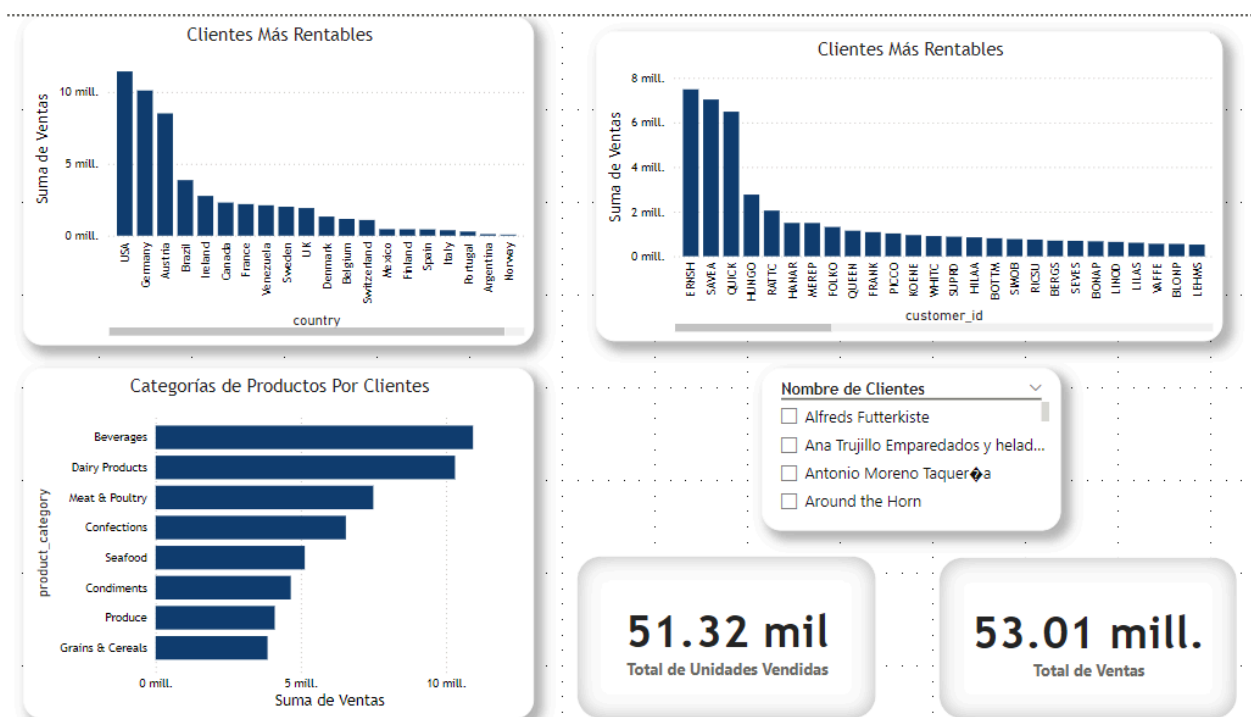 Clientes Más Rentables
Suma de Ventas
10 mill.
5 mill.
0 mill.
USA
Germany
Austria
Brazil
Ireland
Canada
France
Venezuela
Sweden
UK
Denmark
Belgium
Switzerland
Mexico
Finland
Spain
Italy
Portugal
Argentina
Norway
country
Clientes Más Rentables
Suma de Ventas
8 mill.
6 mill.
4 mill.
2 mill.
0 mill.
ERNSH
SAVEA
QUICK
HUNGO
RATTC
HANAR
MEREP
FOLKO
QUEEN
FRANK
PICCO
KOENE
WHITC
SUPRD
HILAA
BOTTM
SIMOB
RICSU
BERGS
SEVES
BONAP
LINOD
LILAS
VAFFE
BLONP
LEHMS
customer_id
Categorías de Productos Por Clientes
product_category
Beverages
Dairy Products
Meat & Poultry
Confections
Seafood
Condiments
Produce
Grains & Cereals
0 mill.
5 mill.
10 mill.
Suma de Ventas
Nombre de Clientes
Alfreds Futterkiste
Ana Trujillo Emparedados y helad...
Antonio Moreno Taquer�a
Around the Horn
51.32 mil
Total de Unidades Vendidas
53.01 mill.
Total de Ventas